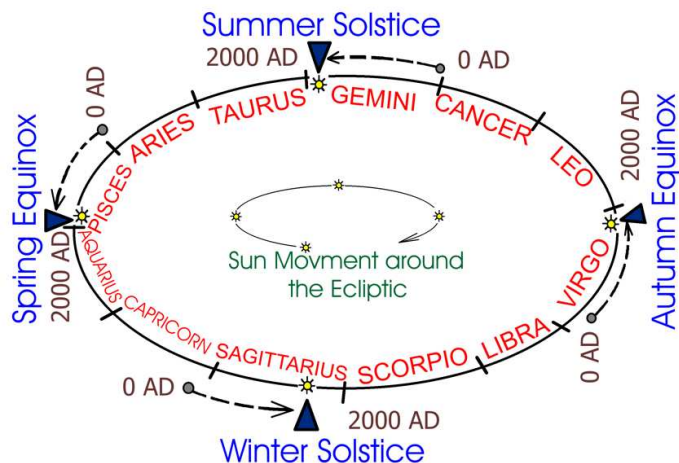 Summer Solstice
2000 AD
0 AD
0 AD
ARIES
TAURUS
GEMINI
CANCER
LEO
2000 AD
Autumn Equinox
Spring Equinox
PISCES
2000 AD
AQUARIUS
CAPRICORN
SAGITTARIUS
SCORPIO
LIBRA
VIRGO
Sun Movment around
the Ecliptic
0 AD
0 AD
2000 AD
Winter Solstice